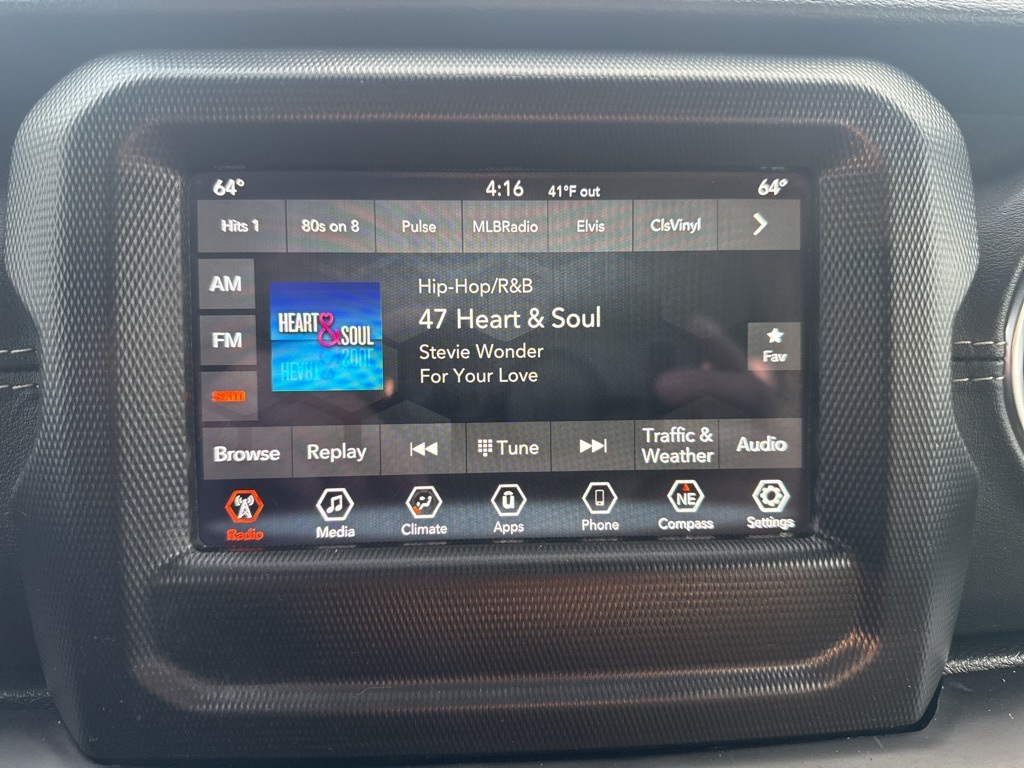 64° 4:16 41°F out 64°
Hits 1 80s on 8 Pulse MLBRadio Elvis ClsVinyl
AM
FM
sxm
HEART & SOUL
Hip-Hop/R&B
47 Heart & Soul
Stevie Wonder
For Your Love
Fav
Browse Replay Tune Traffic & Weather Audio
NE
Radio Media Climate Apps Phone Compass Settings